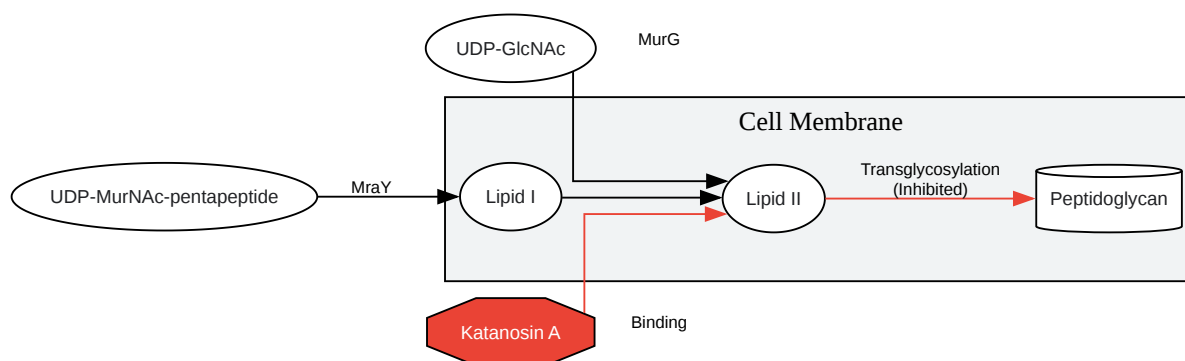 UDP-GlcNAc
MurG
Cell Membrane
UDP-MurNAc-pentapeptide
MraY
Lipid I
Lipid II
Transglycosylation
(Inhibited)
Peptidoglycan
Katanosin A
Binding